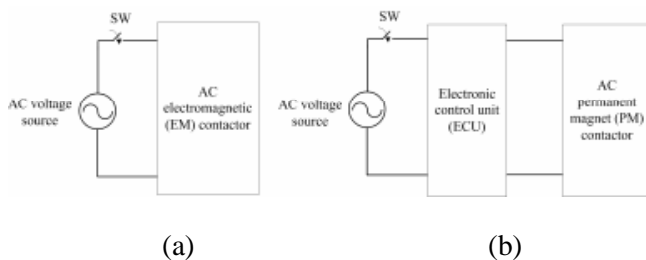 SW
AC voltage
source
AC
electromagnetic
(EM) contactor
(a)
SW
AC voltage
source
Electronic
control unit
(ECU)
AC
permanent
magnet (PM)
contactor
(b)